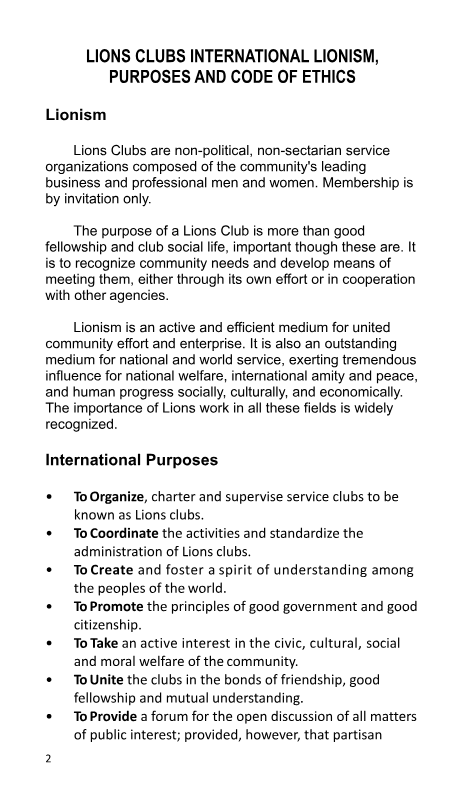 LIONS CLUBS INTERNATIONAL LIONISM,
PURPOSES AND CODE OF ETHICS
Lionism
Lions Clubs are non-political, non-sectarian service
organizations composed of the community's leading
business and professional men and women. Membership is
by invitation only.
The purpose of a Lions Club is more than good
fellowship and club social life, important though these are. It
is to recognize community needs and develop means of
meeting them, either through its own effort or in cooperation
with other agencies.
Lionism is an active and efficient medium for united
community effort and enterprise. It is also an outstanding
medium for national and world service, exerting tremendous
influence for national welfare, international amity and peace,
and human progress socially, culturally, and economically.
The importance of Lions work in all these fields is widely
recognized.
International Purposes
• To Organize, charter and supervise service clubs to be
known as Lions clubs.
• To Coordinate the activities and standardize the
administration of Lions clubs.
• To Create and foster a spirit of understanding among
the peoples of the world.
• To Promote the principles of good government and good
citizenship.
• To Take an active interest in the civic, cultural, social
and moral welfare of the community.
• To Unite the clubs in the bonds of friendship, good
fellowship and mutual understanding.
• To Provide a forum for the open discussion of all matters
of public interest; provided, however, that partisan
2